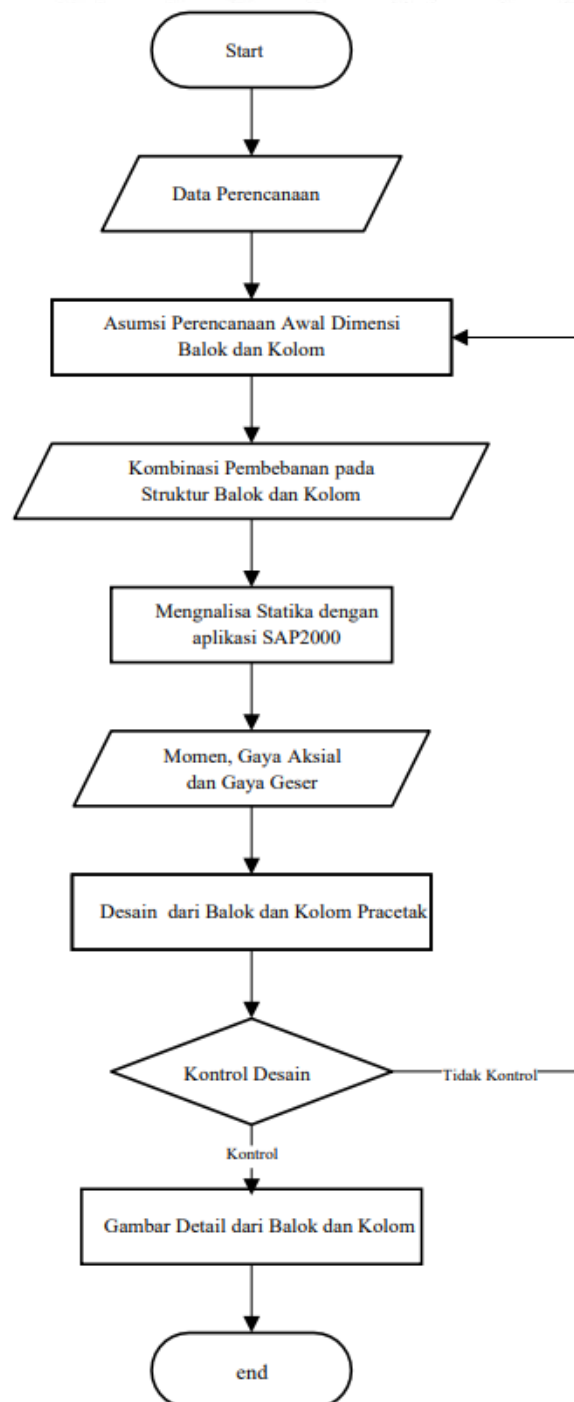 Start
Data Perencanaan
Asumsi Perencanaan Awal Dimensi
Balok dan Kolom
Kombinasi Pembebanan pada
Struktur Balok dan Kolom
Mengnalisa Statika dengan
aplikasi SAP2000
Momen, Gaya Aksial
dan Gaya Geser
Desain dari Balok dan Kolom Pracetak
Kontrol Desain
Tidak Kontrol
Kontrol
Gambar Detail dari Balok dan Kolom
end